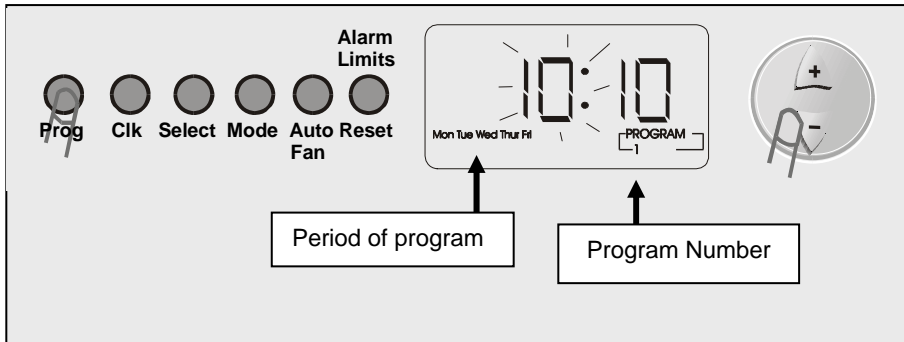 Alarm
Limits
Prog Clk Select Mode Auto Reset
Fan
10:10
Mon Tue Wed Thur Fri
PROGRAM
1
+
-
Period of program
Program Number